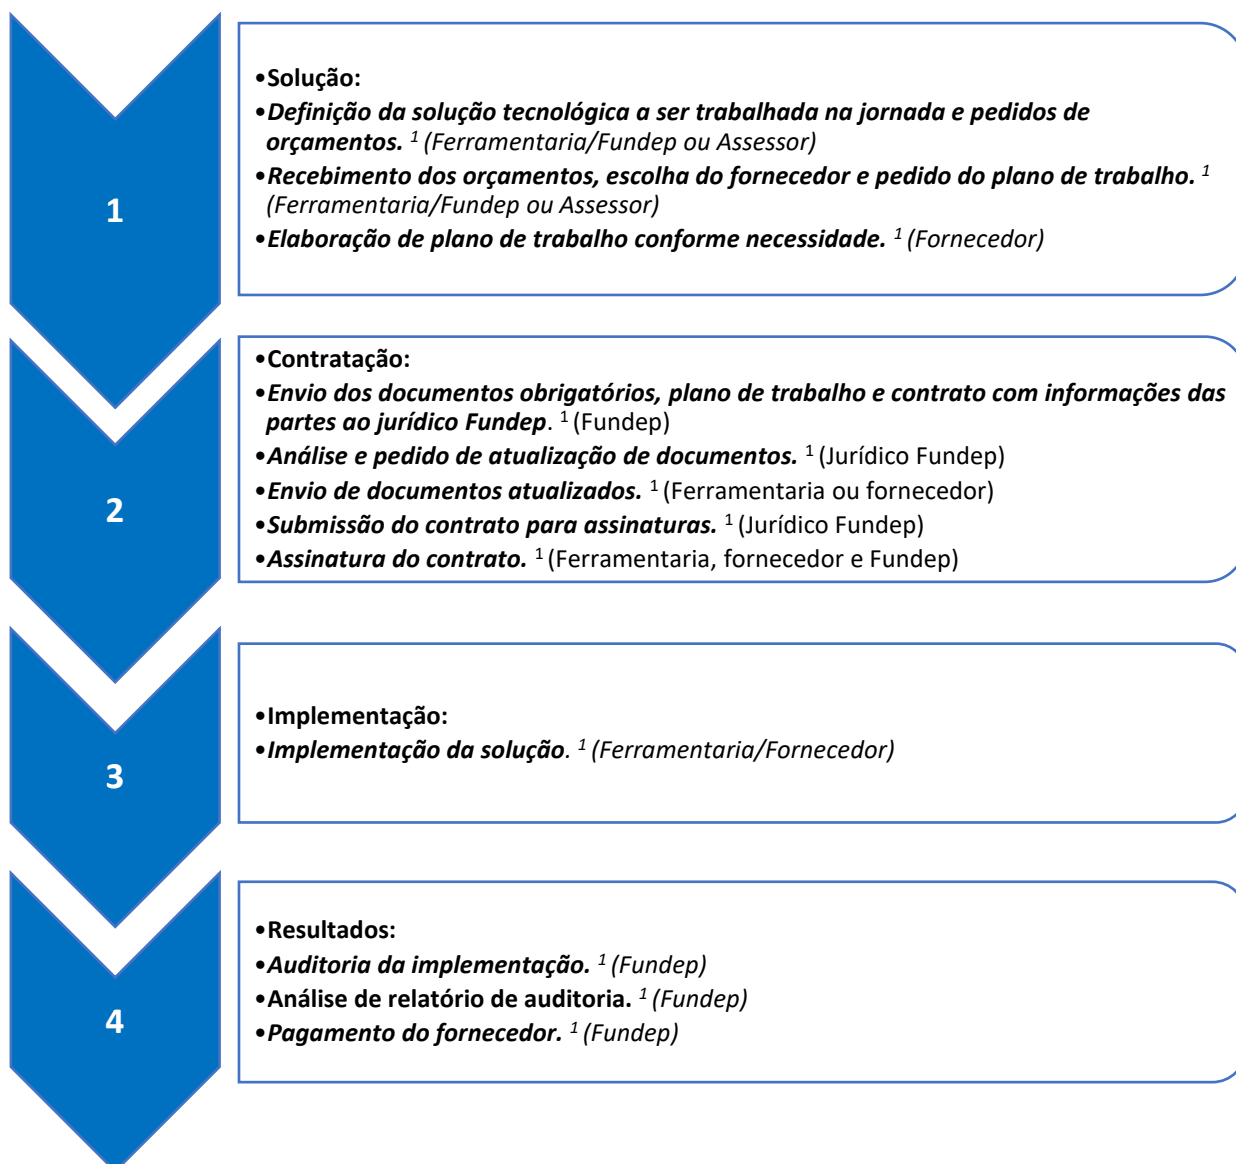 1
•Solução:
•Definição da solução tecnológica a ser trabalhada na jornada e pedidos de
orçamentos. ¹ (Ferramentaria/Fundep ou Assessor)
•Recebimento dos orçamentos, escolha do fornecedor e pedido do plano de trabalho. ¹
(Ferramentaria/Fundep ou Assessor)
•Elaboração de plano de trabalho conforme necessidade. ¹ (Fornecedor)
2
•Contratação:
•Envio dos documentos obrigatórios, plano de trabalho e contrato com informações das
partes ao jurídico Fundep. ¹ (Fundep)
•Análise e pedido de atualização de documentos. ¹ (Jurídico Fundep)
•Envio de documentos atualizados. ¹ (Ferramentaria ou fornecedor)
•Submissão do contrato para assinaturas. ¹ (Jurídico Fundep)
•Assinatura do contrato. ¹ (Ferramentaria, fornecedor e Fundep)
3
•Implementação:
•Implementação da solução. ¹ (Ferramentaria/Fornecedor)
4
•Resultados:
•Auditoria da implementação. ¹ (Fundep)
•Análise de relatório de auditoria. ¹ (Fundep)
•Pagamento do fornecedor. ¹ (Fundep)